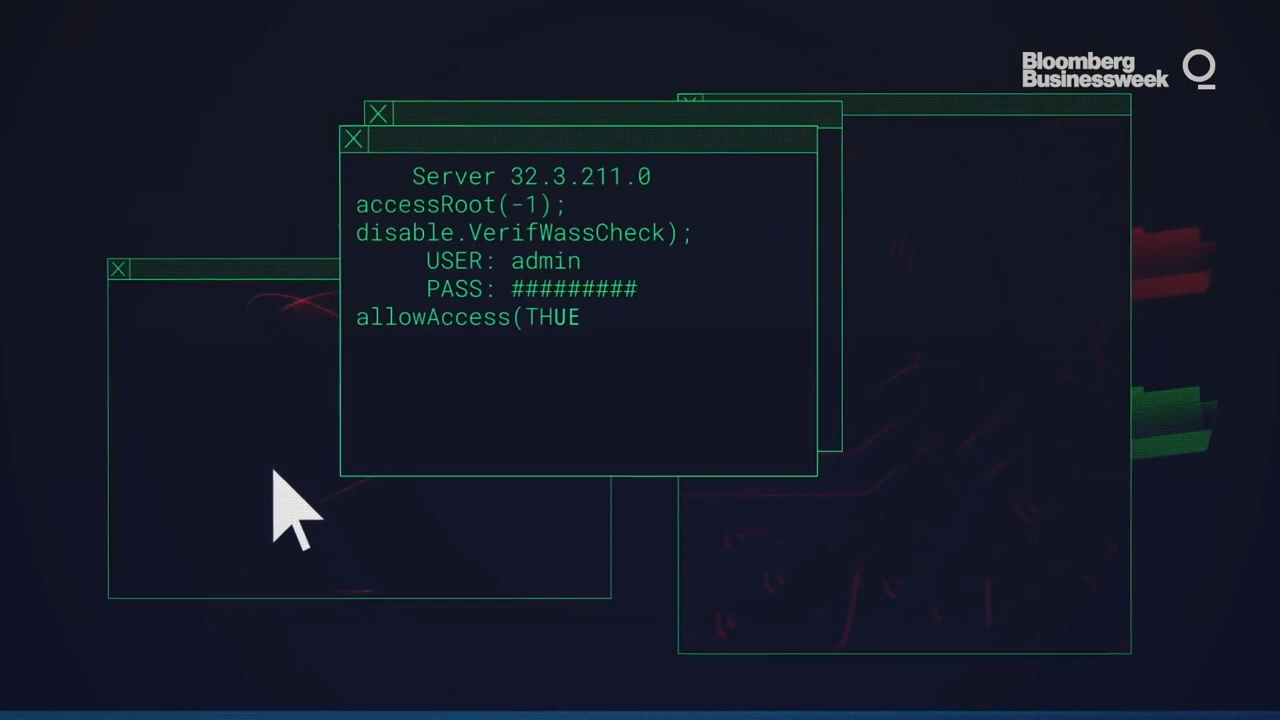 Bloomberg
Businessweek
Server 32.3.211.0
accessRoot(-1);
disable.VerifWassCheck);
USER: admin
PASS: #########
allowAccess(THUE